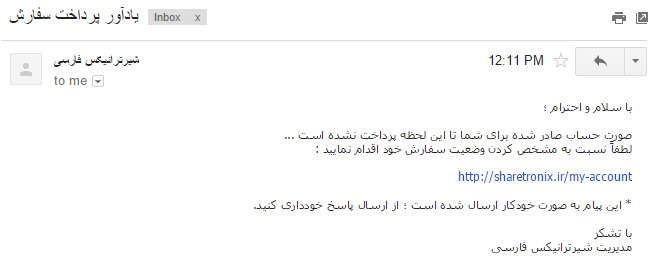 یادآور پرداخت سفارش
Inbox x
شیرترانیکس فارسی
12:11 PM
to me
با سلام و احترام ؛
صورت حساب صادر شده برای شما تا این لحظه پرداخت نشده است ...
لطفاً نسبت به مشخص کردن وضعیت سفارش خود اقدام نمایید :
http://sharetronix.ir/my-account
* این پیام به صورت خودکار ارسال شده است ؛ از ارسال پاسخ خودداری کنید.
با تشکر
مدیریت شیرترانیکس فارسی